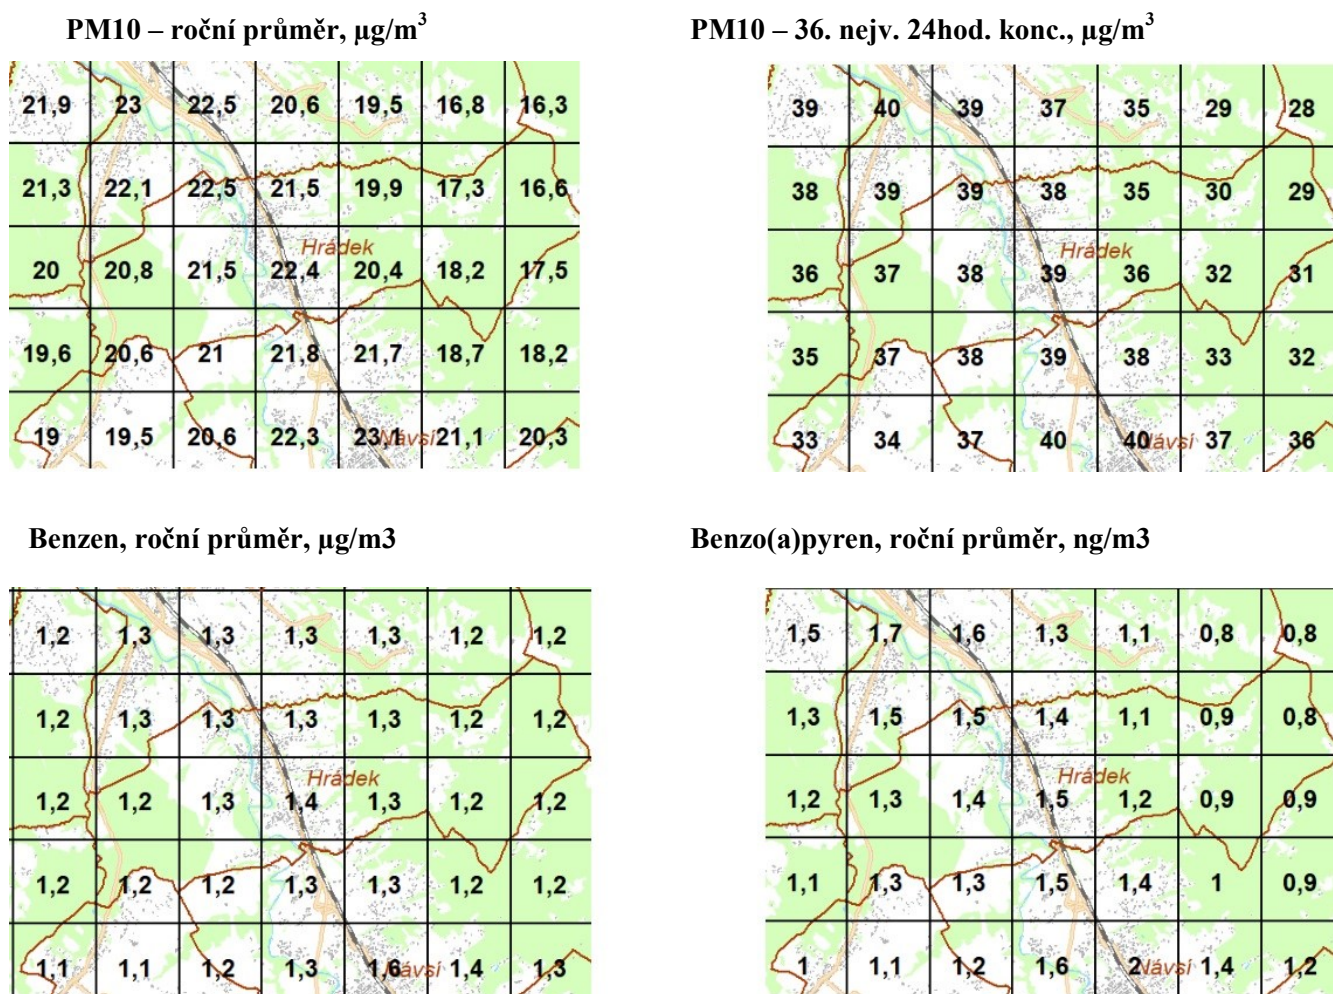 PM10 – roční průměr, µg/m³
21,9 23 22,5 20,6 19,5 16,8 16,3
21,3 22,1 22,5 21,5 19,9 17,3 16,6
Hrádek
20 20,8 21,5 22,4 20,4 18,2 17,5
19,6 20,6 21 21,8 21,7 18,7 18,2
19 19,5 20,6 22,3 23,1 Návsí 21,1 20,3
PM10 – 36. nejv. 24hod. konc., µg/m³
39 40 39 37 35 29 28
38 39 39 38 35 30 29
Hrádek
36 37 38 39 36 32 31
35 37 38 39 38 33 32
33 34 37 40 40 Návsí 37 36
Benzen, roční průměr, µg/m3
1,2 1,3 1,3 1,3 1,3 1,2 1,2
1,2 1,3 1,3 1,3 1,3 1,2 1,2
Hrádek
1,2 1,2 1,3 1,4 1,3 1,2 1,2
1,2 1,2 1,2 1,3 1,3 1,2 1,2
1,1 1,1 1,2 1,3 1,6 Návsí 1,4 1,3
Benzo(a)pyren, roční průměr, ng/m3
1,5 1,7 1,6 1,3 1,1 0,8 0,8
1,3 1,5 1,5 1,4 1,1 0,9 0,8
Hrádek
1,2 1,3 1,4 1,5 1,2 0,9 0,9
1,1 1,3 1,3 1,5 1,4 1 0,9
1 1,1 1,2 1,6 2 Návsí 1,4 1,2